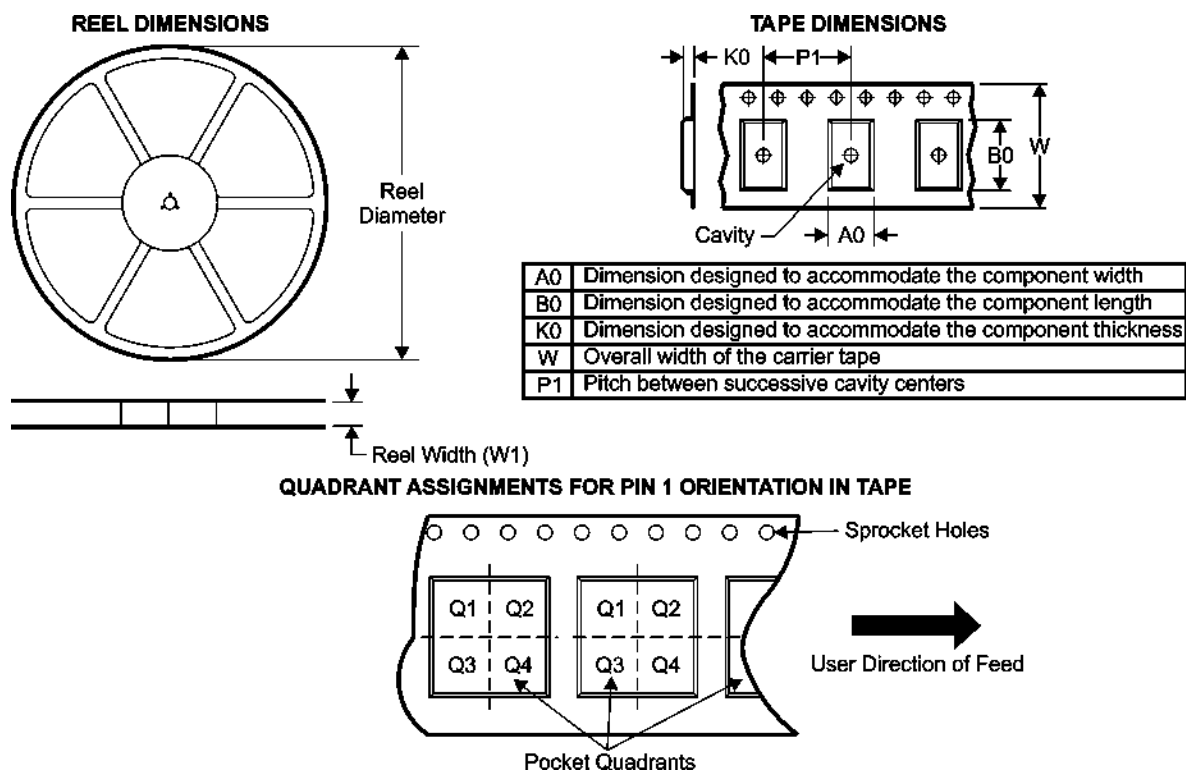 REEL DIMENSIONS
Reel
Diameter
Reel Width (W1)
TAPE DIMENSIONS
K0
P1
B0
W
Cavity
A0
A0 Dimension designed to accommodate the component width
B0 Dimension designed to accommodate the component length
K0 Dimension designed to accommodate the component thickness
W Overall width of the carrier tape
P1 Pitch between successive cavity centers
QUADRANT ASSIGNMENTS FOR PIN 1 ORIENTATION IN TAPE
Sprocket Holes
Q1 Q2 Q1 Q2
Q3 Q4 Q3 Q4
User Direction of Feed
Pocket Quadrants